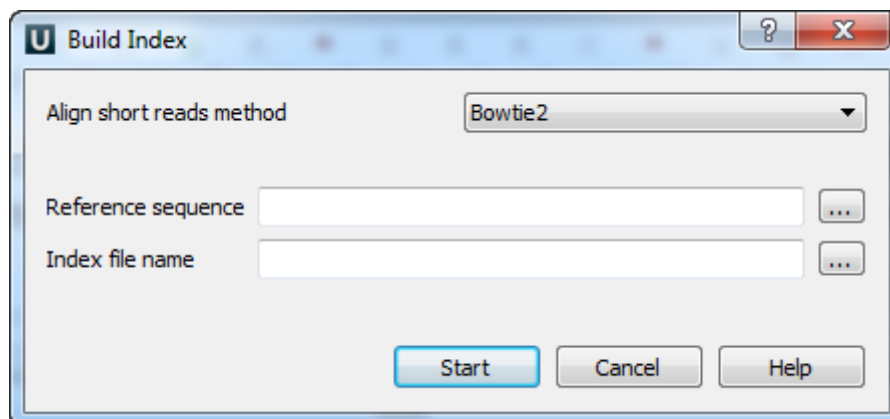 U Build Index ?
Align short reads method Bowtie2
Reference sequence ...
Index file name ...
Start Cancel Help